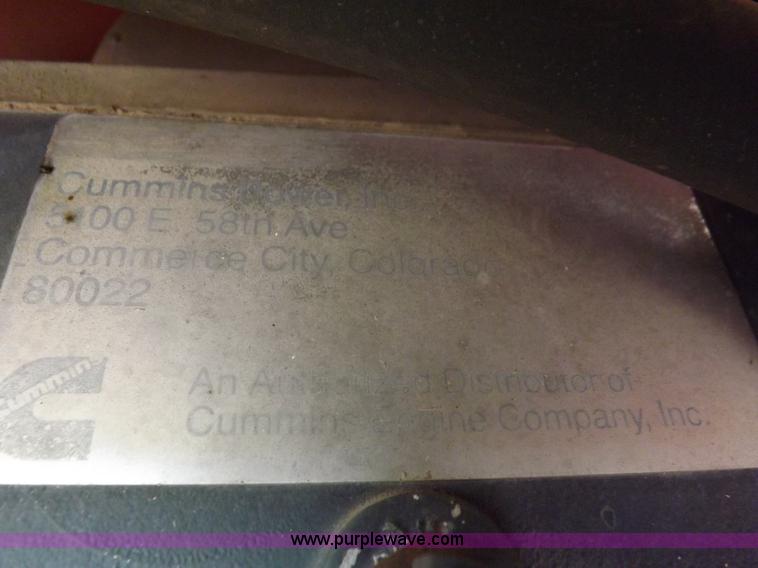 Cummins Power, Inc.
5100 E. 58th Ave.
Commerce City, Colorado
80022
Cummins
An Authorized Distributor of
Cummins Engine Company, Inc.
www.purplewave.com